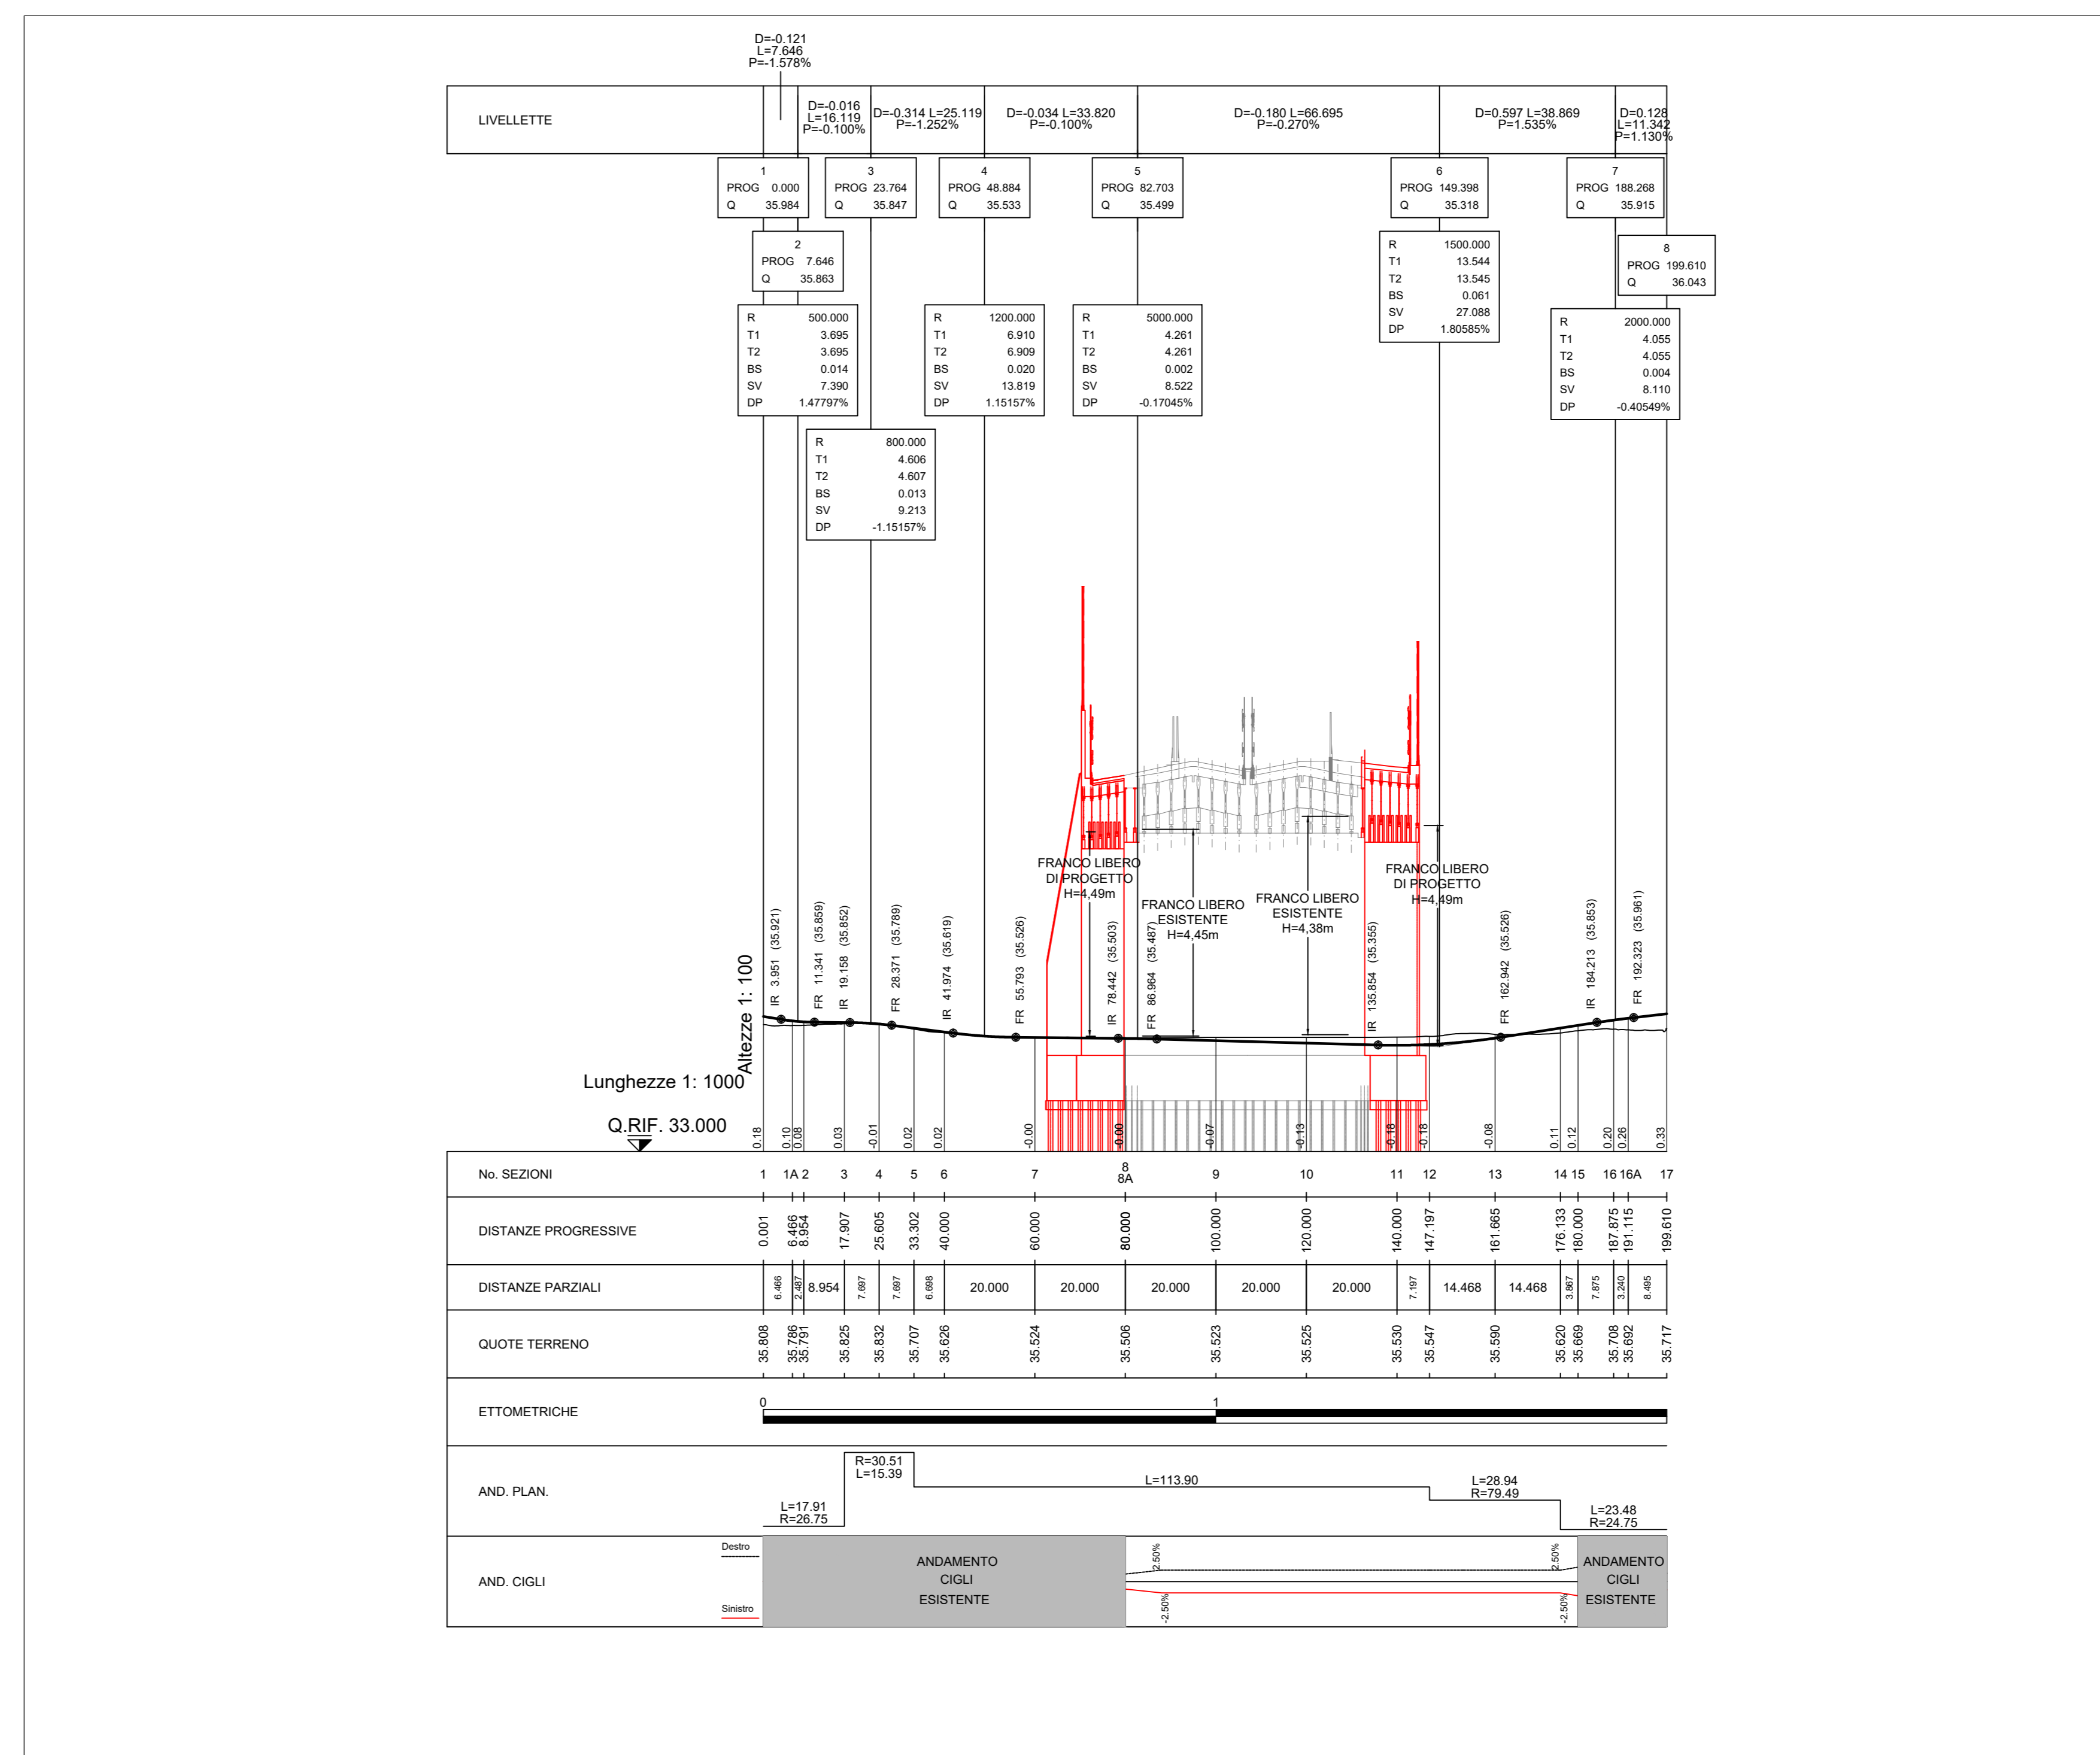 D=-0.121
L=7.646
P=-1.578%
LIVELLETTE
D=-0.016
L=16.119
P=-0.100%
D=-0.314 L=25.119
P=-1.252%
D=-0.034 L=33.820
P=-0.100%
D=-0.180 L=66.695
P=-0.270%
D=0.597 L=38.869
P=1.535%
D=0.128
L=11.342
P=1.130%
1
PROG 0.000
Q 35.984
3
PROG 23.764
Q 35.847
4
PROG 48.884
Q 35.533
5
PROG 82.703
Q 35.499
6
PROG 149.398
Q 35.318
7
PROG 188.268
Q 35.915
2
PROG 7.646
Q 35.863
8
PROG 199.610
Q 36.043
R 500.000
T1 3.695
T2 3.695
BS 0.014
SV 7.390
DP 1.47797%
R 800.000
T1 4.606
T2 4.607
BS 0.013
SV 9.213
DP -1.15157%
R 1200.000
T1 6.910
T2 6.909
BS 0.020
SV 13.819
DP 1.15157%
R 5000.000
T1 4.261
T2 4.261
BS 0.002
SV 8.522
DP -0.17045%
R 1500.000
T1 13.544
T2 13.545
BS 0.061
SV 27.088
DP 1.80585%
R 2000.000
T1 4.055
T2 4.055
BS 0.004
SV 8.110
DP -0.40549%
FRANCO LIBERO
DI PROGETTO
H=4,49m
FRANCO LIBERO
ESISTENTE
H=4,45m
FRANCO LIBERO
ESISTENTE
H=4,38m
FRANCO LIBERO
DI PROGETTO
H=4,49m
IR 3.951 (35.921)
FR 11.341 (35.859)
IR 19.158 (35.852)
FR 28.371 (35.789)
IR 41.974 (35.619)
FR 55.793 (35.526)
IR 78.442 (35.503)
FR 86.964 (35.487)
IR 135.854 (35.355)
FR 162.942 (35.526)
IR 184.213 (35.853)
FR 192.323 (35.961)
Altezze 1: 100
Lunghezze 1: 1000
Q.RIF. 33.000
0.18 0.10 0.08 0.03 -0.01 0.02 0.02 -0.00 -0.00 -0.07 -0.13 -0.18 -0.18 -0.08 0.11 0.12 0.20 0.26 0.33
No. SEZIONI 1 1A 2 3 4 5 6 7 8 8A 9 10 11 12 13 14 15 16 16A 17
DISTANZE PROGRESSIVE 0.001 6.466 8.954 17.907 25.605 33.302 40.000 60.000 80.000 100.000 120.000 140.000 147.197 161.665 176.133 180.000 187.875 191.115 199.610
DISTANZE PARZIALI 6.466 2.487 8.954 7.697 7.697 6.698 20.000 20.000 20.000 20.000 20.000 7.197 14.468 14.468 3.867 7.875 3.240 8.495
QUOTE TERRENO 35.808 35.786 35.791 35.825 35.832 35.707 35.626 35.524 35.506 35.523 35.525 35.530 35.547 35.590 35.620 35.669 35.708 35.692 35.717
ETTOMETRICHE 0 1
AND. PLAN.
L=17.91
R=26.75
R=30.51
L=15.39
L=113.90
L=28.94
R=79.49
L=23.48
R=24.75
AND. CIGLI
Destro
Sinistro
ANDAMENTO
CIGLI
ESISTENTE
2.50%
-2.50%
2.50%
-2.50%
ANDAMENTO
CIGLI
ESISTENTE